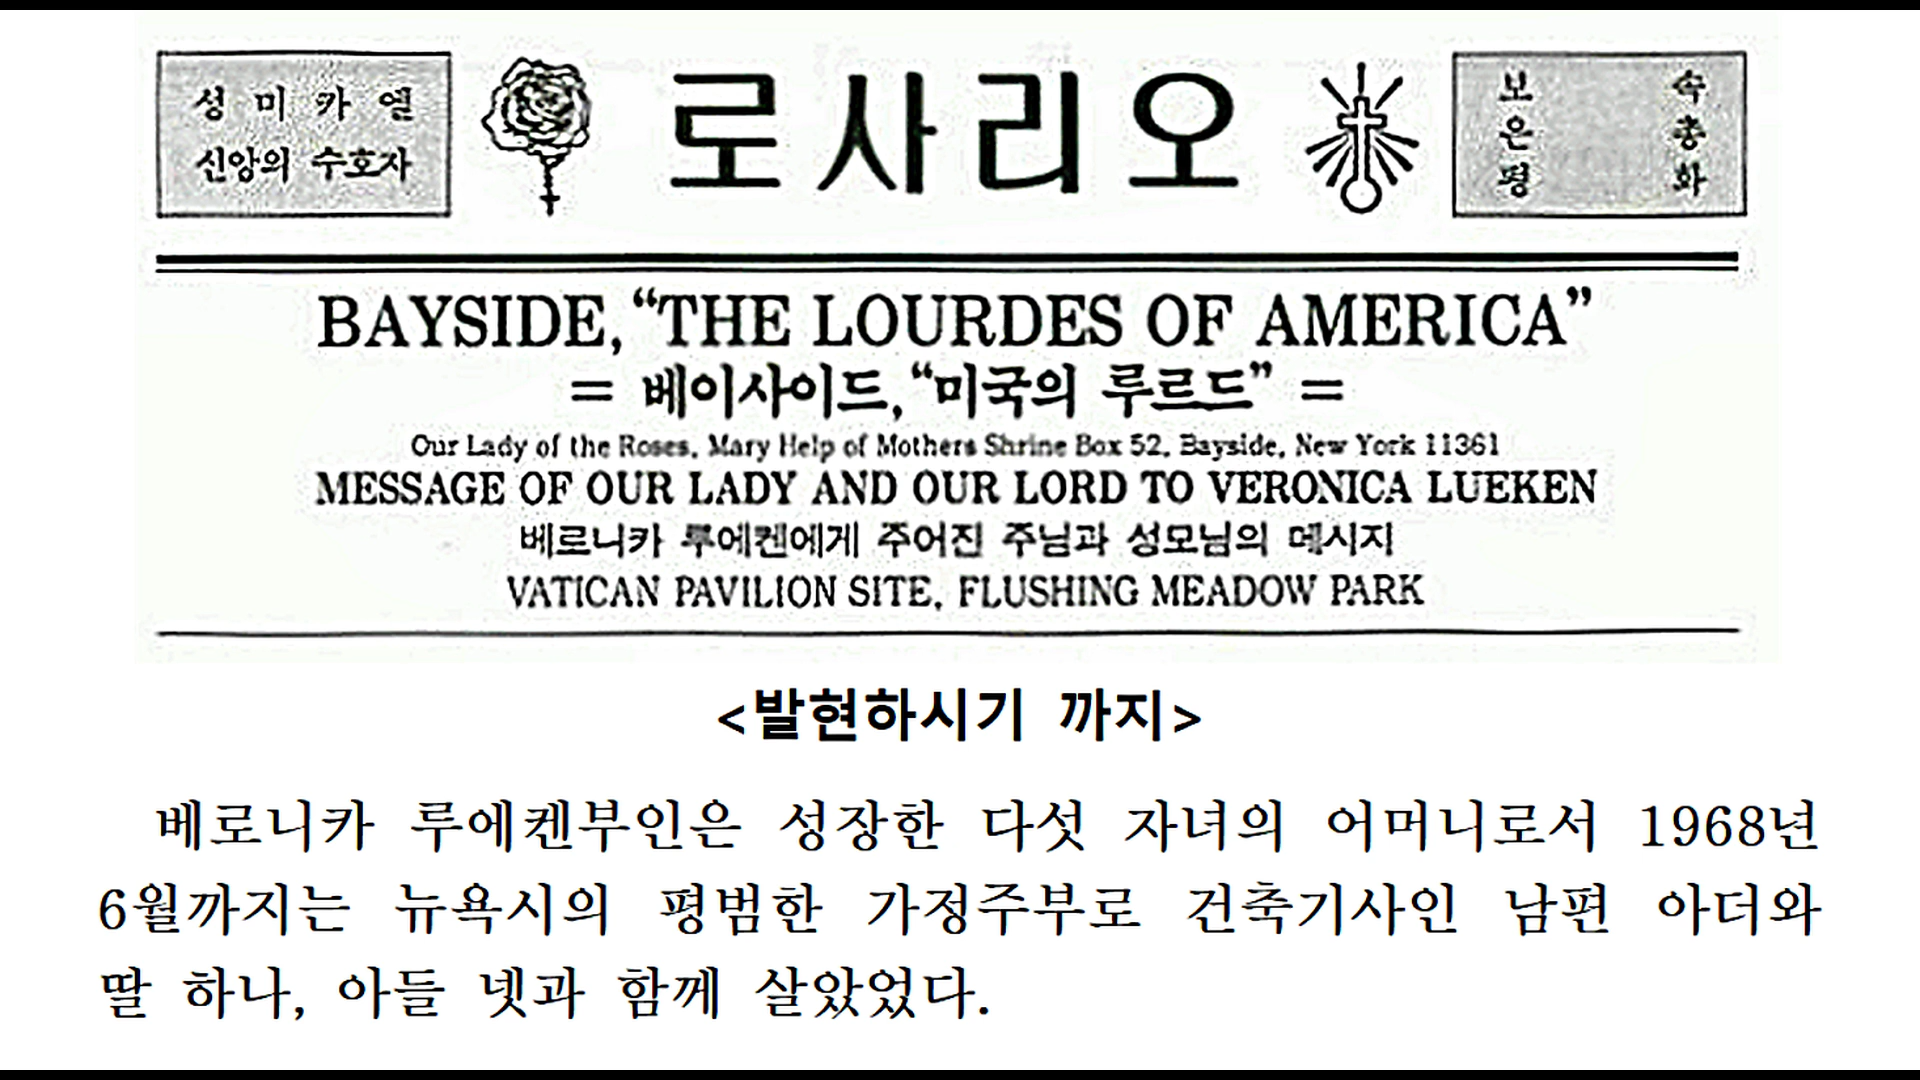 성 미 카 엘
신앙의 수호자
로사리오
보 속
은 총
평 화
BAYSIDE, “THE LOURDES OF AMERICA”
= 베이사이드, “미국의 루르드” =
Our Lady of the Roses, Mary Help of Mothers Shrine Box 52, Bayside, New York 11361
MESSAGE OF OUR LADY AND OUR LORD TO VERONICA LUEKEN
베르니카 루에켄에게 주어진 주님과 성모님의 메시지
VATICAN PAVILION SITE, FLUSHING MEADOW PARK
<발현하시기 까지>
베로니카 루에켄부인은 성장한 다섯 자녀의 어머니로서 1968년
6월까지는 뉴욕시의 평범한 가정주부로 건축기사인 남편 아더와
딸 하나, 아들 넷과 함께 살았었다.